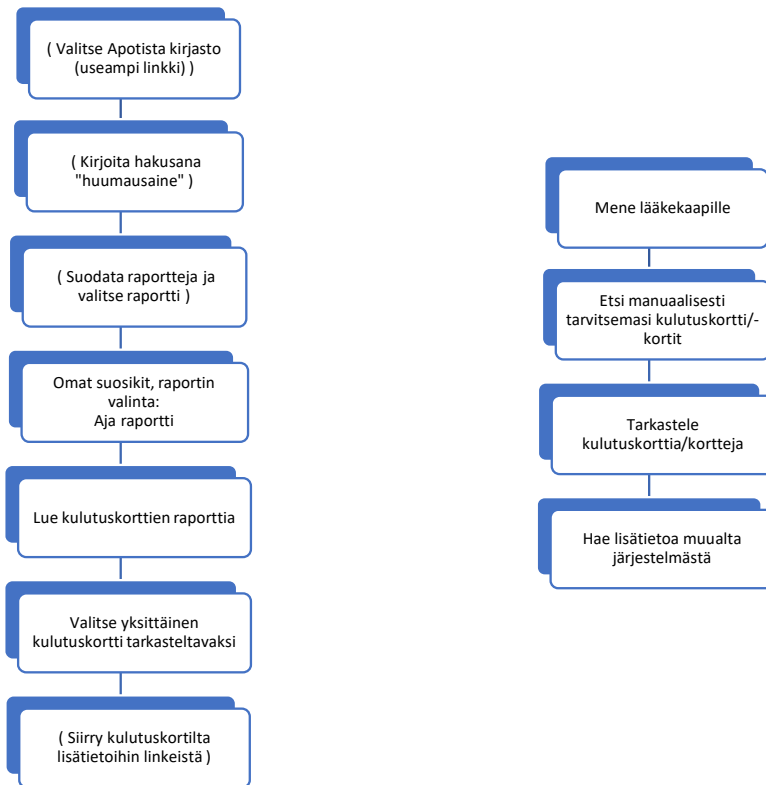 ( Valitse Apotista kirjasto
(useampi linkki) )
( Kirjoita hakusana
"huumausaine" )
( Suodata raportteja ja
valitse raportti )
Omat suosikit, raportin
valinta:
Aja raportti
Lue kulutuskorttien raporttia
Valitse yksittäinen
kulutuskortti tarkasteltavaksi
( Siirry kulutuskortilta
lisätietoihin linkeistä )
Mene lääkekaapille
Etsi manuaalisesti
tarvitsemasi kulutuskortti/-
kortit
Tarkastele
kulutuskorttia/kortteja
Hae lisätietoa muualta
järjestelmästä